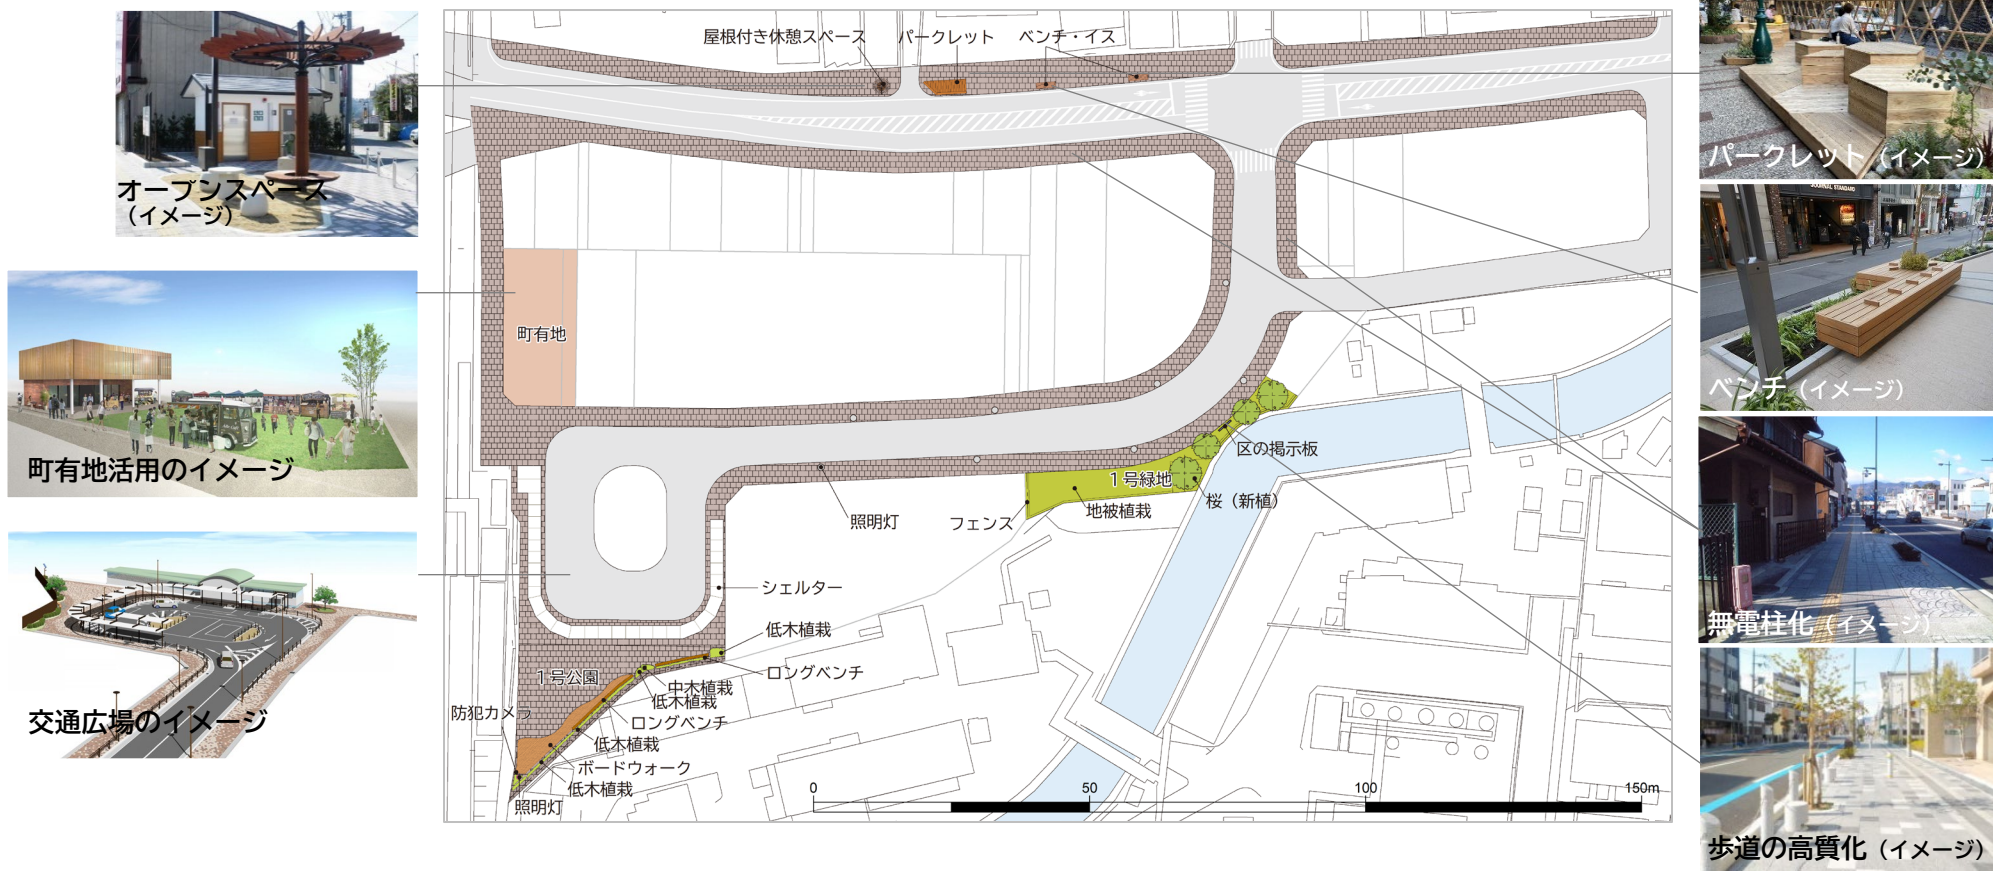 屋根付き休憩スペース
パークレット
ベンチ・イス
オープンスペース
（イメージ）
町有地
町有地活用のイメージ
交通広場のイメージ
区の掲示板
1号緑地
桜（新植）
地被植栽
フェンス
照明灯
シェルター
低木植栽
ロングベンチ
1号公園
中木植栽
低木植栽
防犯カメラ
ロングベンチ
低木植栽
ボードウォーク
低木植栽
照明灯
0 50 100 150m
パークレット（イメージ）
JOURNAL STANDARD
ベンチ（イメージ）
無電柱化（イメージ）
歩道の高質化（イメージ）